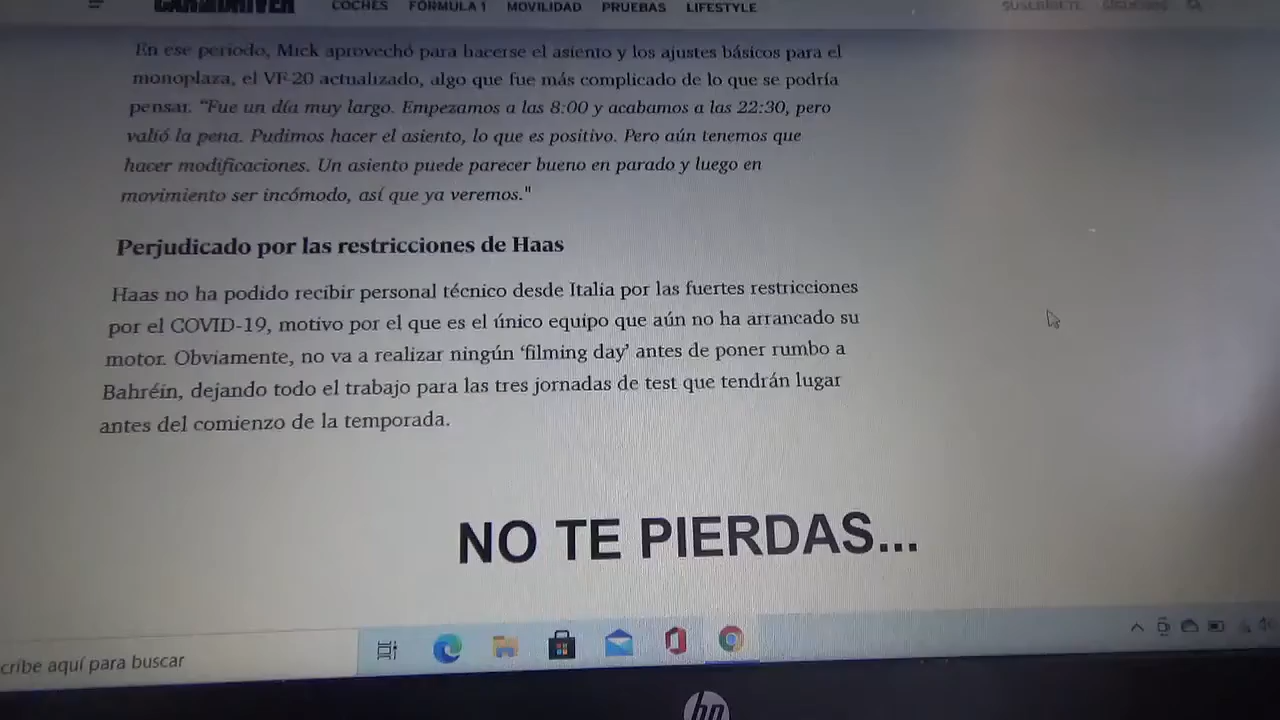 CAR AND DRIVER
COCHES FÓRMULA 1 MOVILIDAD PRUEBAS LIFESTYLE
SUSCRÍBETE
En ese periodo, Mick aprovechó para hacerse el asiento y los ajustes básicos para el
monoplaza, el VF-20 actualizado, algo que fue más complicado de lo que se podría
pensar. “Fue un día muy largo. Empezamos a las 8:00 y acabamos a las 22:30, pero
valió la pena. Pudimos hacer el asiento, lo que es positivo. Pero aún tenemos que
hacer modificaciones. Un asiento puede parecer bueno en parado y luego en
movimiento ser incómodo, así que ya veremos."
Perjudicado por las restricciones de Haas
Haas no ha podido recibir personal técnico desde Italia por las fuertes restricciones
por el COVID-19, motivo por el que es el único equipo que aún no ha arrancado su
motor. Obviamente, no va a realizar ningún ‘filming day’ antes de poner rumbo a
Bahréin, dejando todo el trabajo para las tres jornadas de test que tendrán lugar
antes del comienzo de la temporada.
NO TE PIERDAS...
cribe aquí para buscar
hp